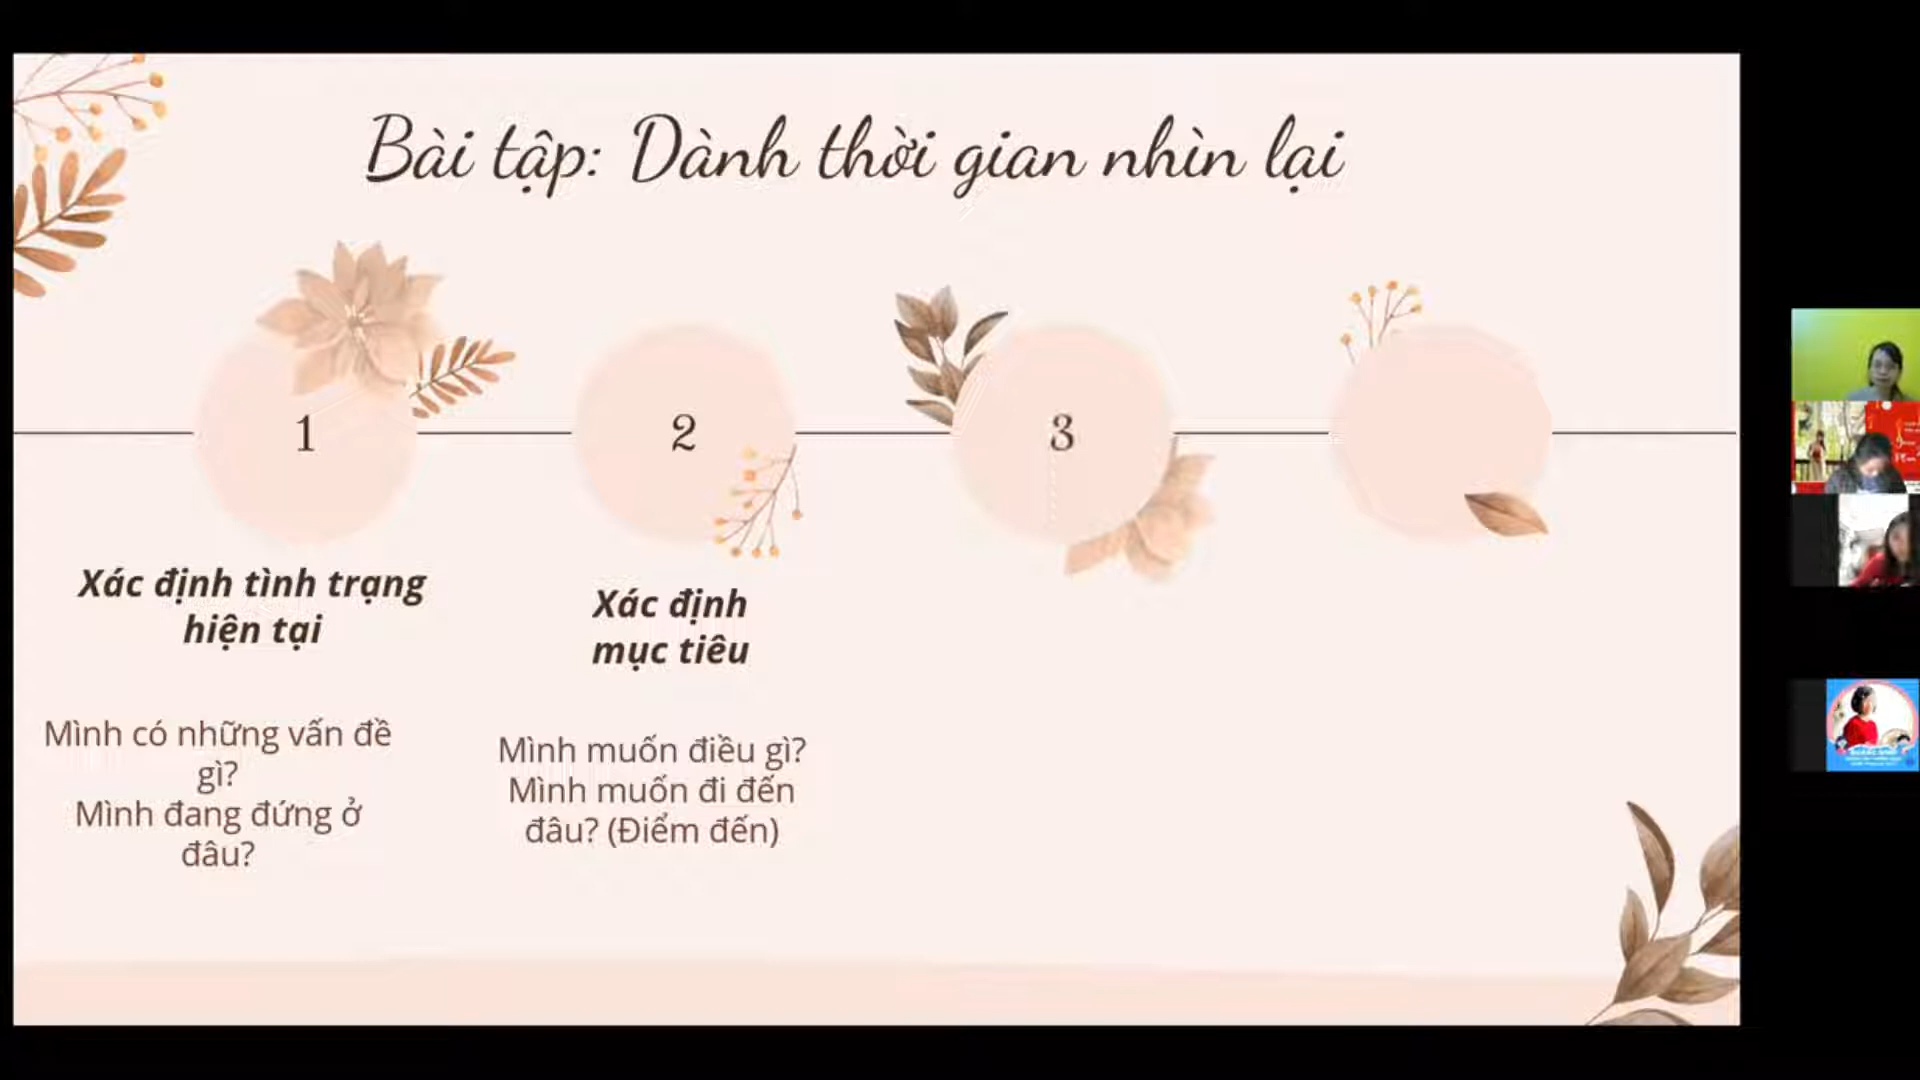 Bài tập: Dành thời gian nhìn lại
1
2
3
Xác định tình trạng
hiện tại
Xác định
mục tiêu
Mình có những vấn đề
gì?
Mình đang đứng ở
đâu?
Mình muốn điều gì?
Mình muốn đi đến
đâu? (Điểm đến)